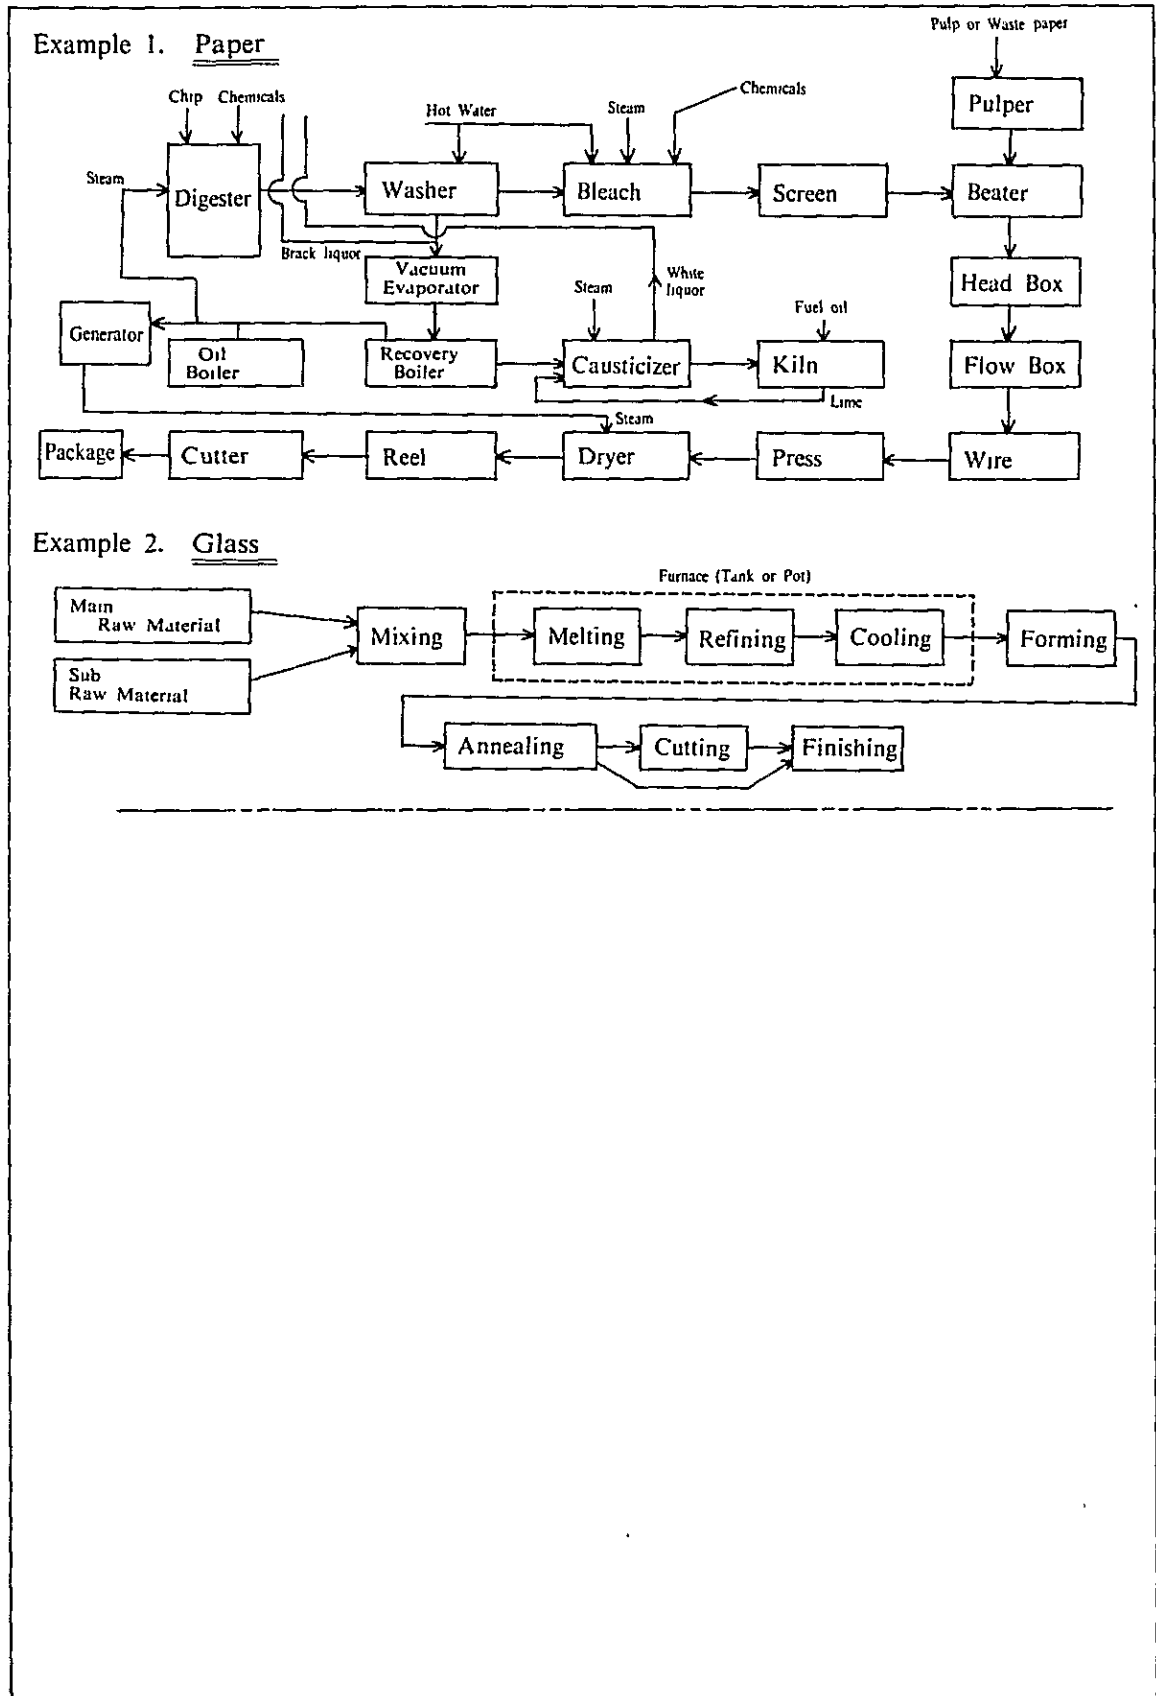 Example 1. Paper
Pulp or Waste paper
Pulper
Chip
Chemicals
Hot Water
Steam
Chemicals
Steam
Digester
Washer
Bleach
Screen
Beater
Brack liquor
Vacuum
Evaporator
White
liquor
Head Box
Steam
Fuel oil
Generator
Oil
Boiler
Recovery
Boiler
Causticizer
Kiln
Flow Box
Lime
Steam
Package
Cutter
Reel
Dryer
Press
Wire
Example 2. Glass
Furnace (Tank or Pot)
Main
Raw Material
Sub
Raw Material
Mixing
Melting
Refining
Cooling
Forming
Annealing
Cutting
Finishing